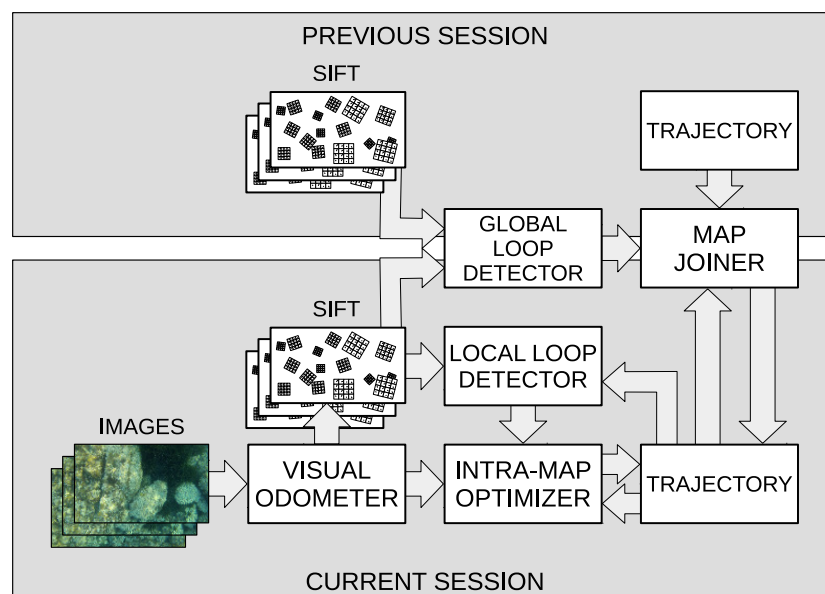 PREVIOUS SESSION
SIFT
TRAJECTORY
GLOBAL
LOOP
DETECTOR
MAP
JOINER
SIFT
LOCAL LOOP
DETECTOR
IMAGES
VISUAL
ODOMETER
INTRA-MAP
OPTIMIZER
TRAJECTORY
CURRENT SESSION